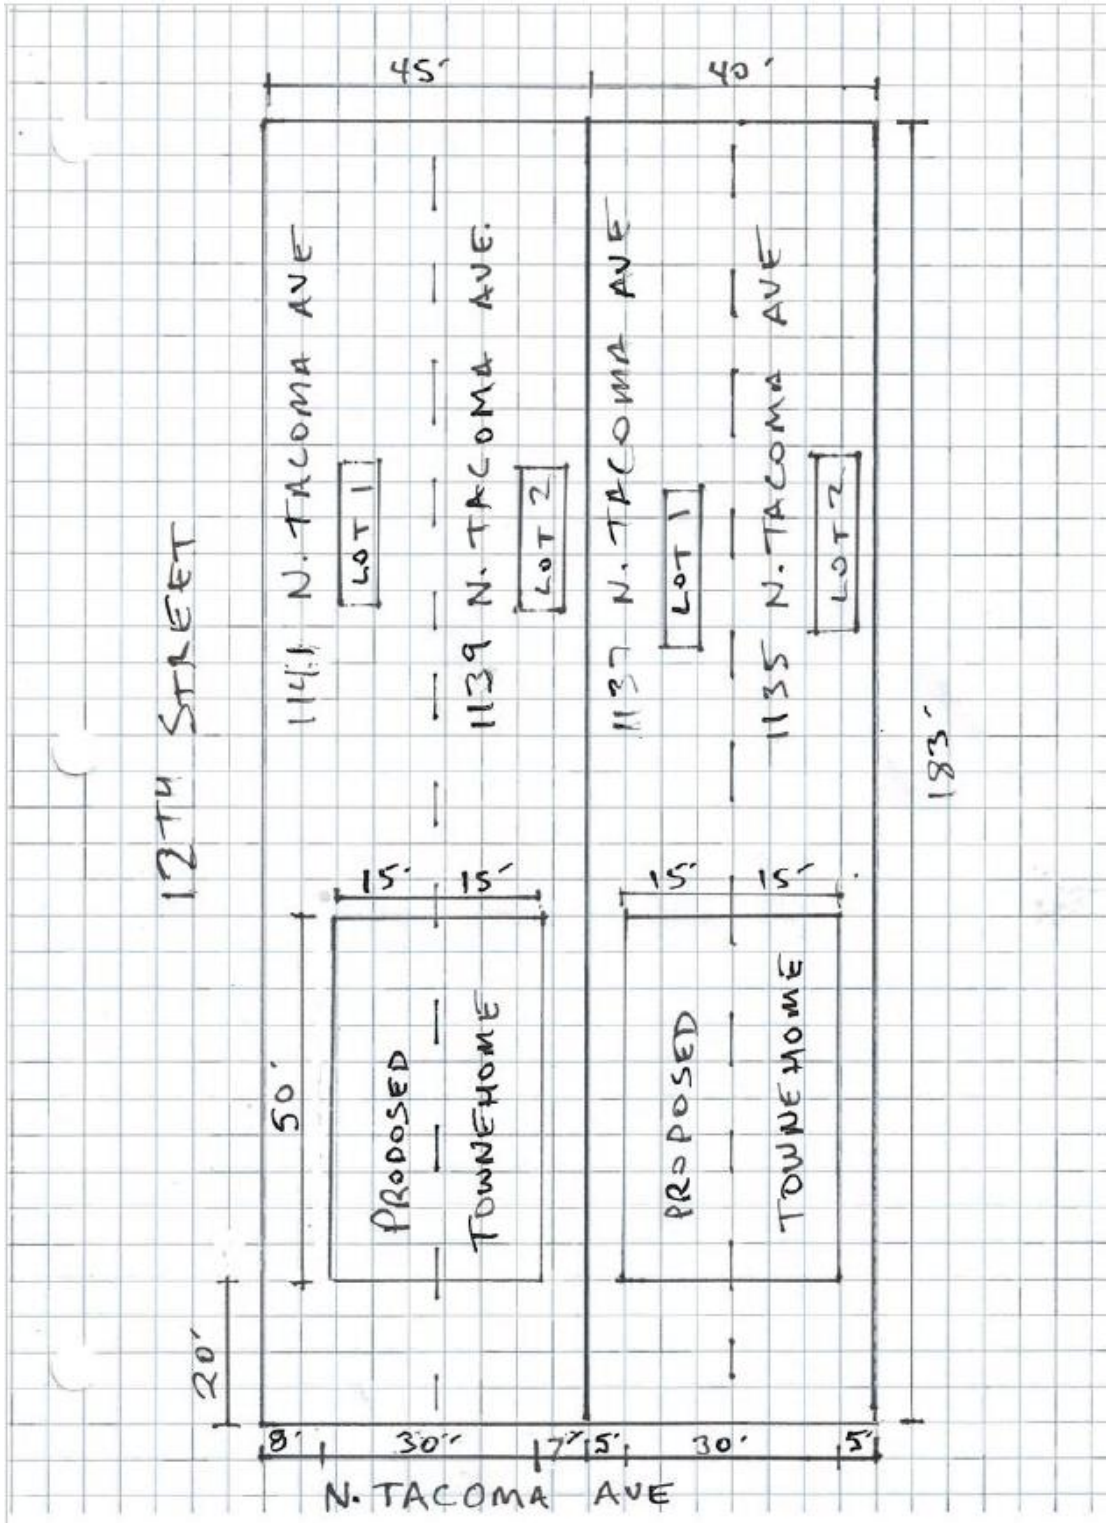 45'
40'
12TH STREET
1141 N. TACOMA AVE
LOT 1
1139 N. TACOMA AVE.
LOT 2
1137 N. TACOMA AVE
LOT 1
1135 N. TACOMA AVE
LOT 2
183'
15'
15'
15'
15'
50'
PRODOSED
TOWNEHOME
PROPOSED
TOWNEHOME
20'
8'
30'
7'
5'
30'
5'
N. TACOMA AVE